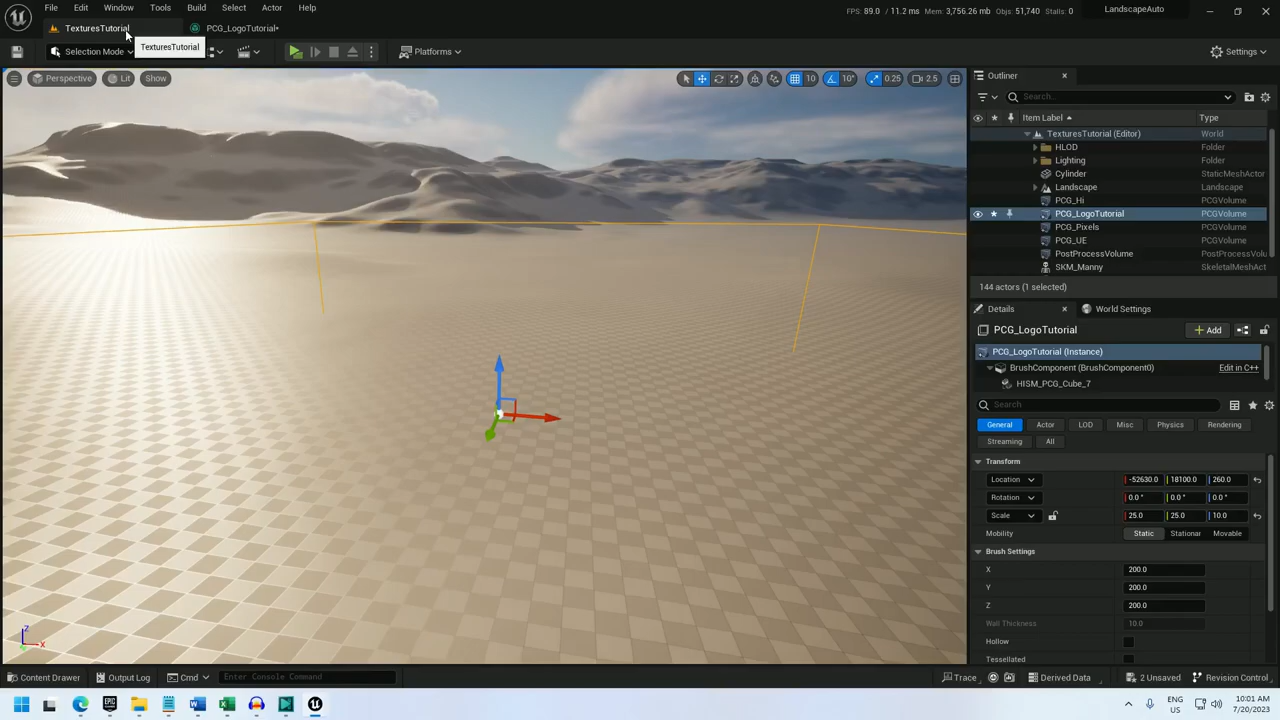 File Edit Window Tools Build Select Actor Help
FPS: 89.0 / 11.2 ms Mem: 3,756.26 mb Objs: 51,740 Stalls: 0
LandscapeAuto
TexturesTutorial
PCG_LogoTutorial*
Selection Mode
TexturesTutorial
Platforms
Settings
Perspective
Lit
Show
10
0.25
2.5
Outliner
Search...
Item Label
Type
TexturesTutorial (Editor) World
HLOD Folder
Lighting Folder
Cylinder StaticMeshActor
Landscape Landscape
PCG_Hi PCGVolume
PCG_LogoTutorial PCGVolume
PCG_Pixels PCGVolume
PCG_UE PCGVolume
PostProcessVolume PostProcessVolu
SKM_Manny SkeletalMeshAct
144 actors (1 selected)
Details
World Settings
PCG_LogoTutorial
Add
PCG_LogoTutorial (Instance)
BrushComponent (BrushComponent0) Edit in C++
HISM_PCG_Cube_7
Search
General Actor LOD Misc Physics Rendering
Streaming All
Transform
Location -52630.0 18100.0 260.0
Rotation 0.0 ° 0.0 ° 0.0 °
Scale 25.0 25.0 10.0
Mobility Static Stationar Movable
Brush Settings
X 200.0
Y 200.0
Z 200.0
Wall Thickness 10.0
Hollow
Tessellated
Z
X
Content Drawer
Output Log
Cmd
Enter Console Command
Trace
Derived Data
2 Unsaved
Revision Control
ENG
US
10:01 AM
7/20/2023